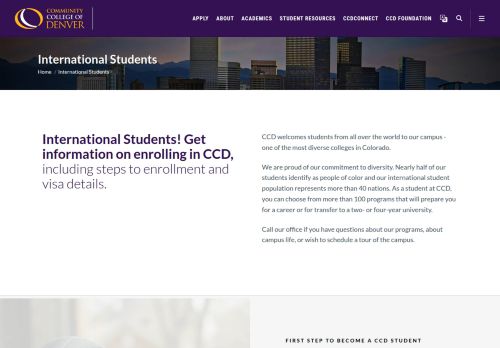 COMMUNITY
COLLEGE OF
DENVER
APPLY ABOUT ACADEMICS STUDENT RESOURCES CCDCONNECT CCD FOUNDATION
International Students
Home / International Students
International Students! Get
information on enrolling in CCD,
including steps to enrollment and
visa details.
CCD welcomes students from all over the world to our campus -
one of the most diverse colleges in Colorado.
We are proud of our commitment to diversity. Nearly half of our
students identify as people of color and our international student
population represents more than 40 nations. As a student at CCD,
you can choose from more than 100 programs that will prepare you
for a career or for transfer to a two- or four-year university.
Call our office if you have questions about our programs, about
campus life, or wish to schedule a tour of the campus.
FIRST STEP TO BECOME A CCD STUDENT